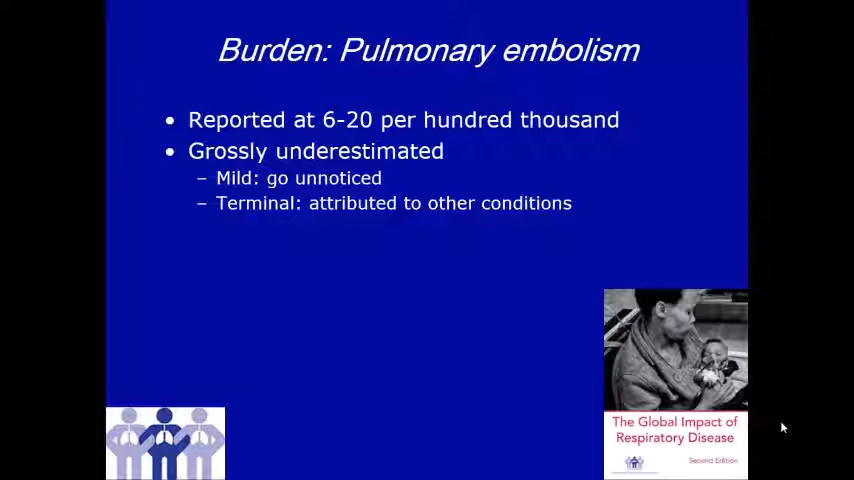 Burden: Pulmonary embolism
• Reported at 6-20 per hundred thousand
• Grossly underestimated
– Mild: go unnoticed
– Terminal: attributed to other conditions
The Global Impact of
Respiratory Disease
Second Edition